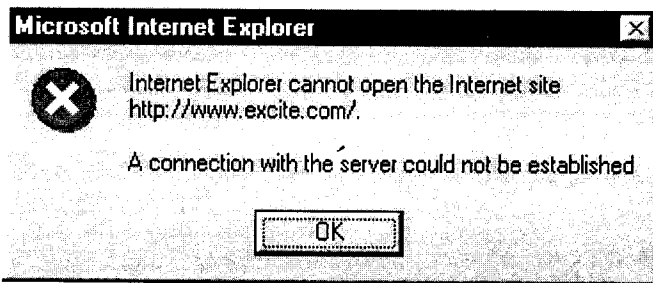 Microsoft Internet Explorer
Internet Explorer cannot open the Internet site
http://www.excite.com/.
A connection with the server could not be established
OK